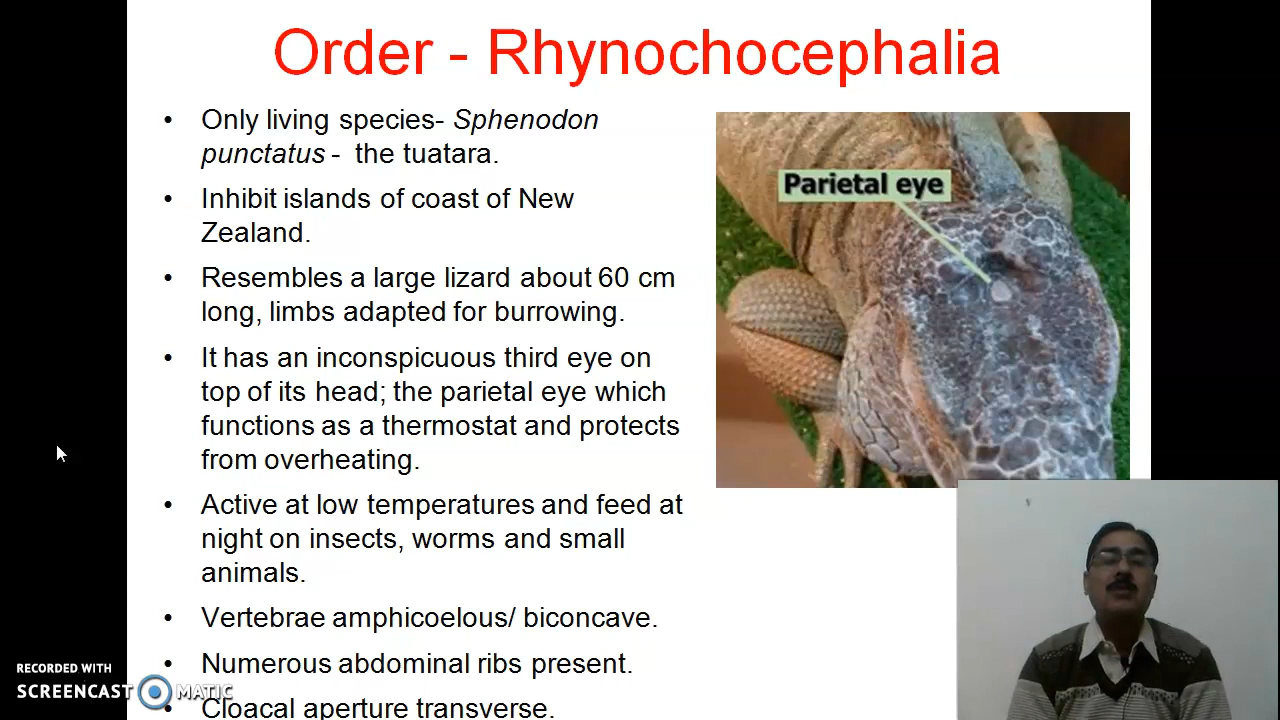 Order - Rhynochocephalia
• Only living species- Sphenodon
punctatus - the tuatara.
• Inhibit islands of coast of New
Zealand.
• Resembles a large lizard about 60 cm
long, limbs adapted for burrowing.
• It has an inconspicuous third eye on
top of its head; the parietal eye which
functions as a thermostat and protects
from overheating.
• Active at low temperatures and feed at
night on insects, worms and small
animals.
• Vertebrae amphicoelous/ biconcave.
• Numerous abdominal ribs present.
• Cloacal aperture transverse.
Parietal eye
RECORDED WITH
SCREENCAST MATIC